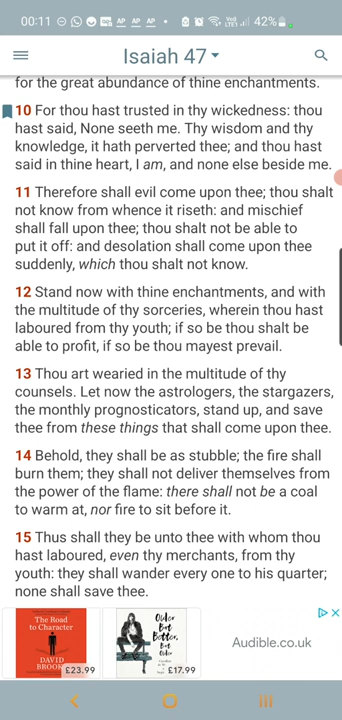 00:11
AP AP AP
42%
Isaiah 47
for the great abundance of thine enchantments.
10 For thou hast trusted in thy wickedness: thou
hast said, None seeth me. Thy wisdom and thy
knowledge, it hath perverted thee; and thou hast
said in thine heart, I am, and none else beside me.
11 Therefore shall evil come upon thee; thou shalt
not know from whence it riseth: and mischief
shall fall upon thee; thou shalt not be able to
put it off: and desolation shall come upon thee
suddenly, which thou shalt not know.
12 Stand now with thine enchantments, and with
the multitude of thy sorceries, wherein thou hast
laboured from thy youth; if so be thou shalt be
able to profit, if so be thou mayest prevail.
13 Thou art wearied in the multitude of thy
counsels. Let now the astrologers, the stargazers,
the monthly prognosticators, stand up, and save
thee from these things that shall come upon thee.
14 Behold, they shall be as stubble; the fire shall
burn them; they shall not deliver themselves from
the power of the flame: there shall not be a coal
to warm at, nor fire to sit before it.
15 Thus shall they be unto thee with whom thou
hast laboured, even thy merchants, from thy
youth: they shall wander every one to his quarter;
none shall save thee.
The Road
to Character
DAVID
BROOK
£23.99
Older
But
Better,
But
Older
£17.99
Audible.co.uk